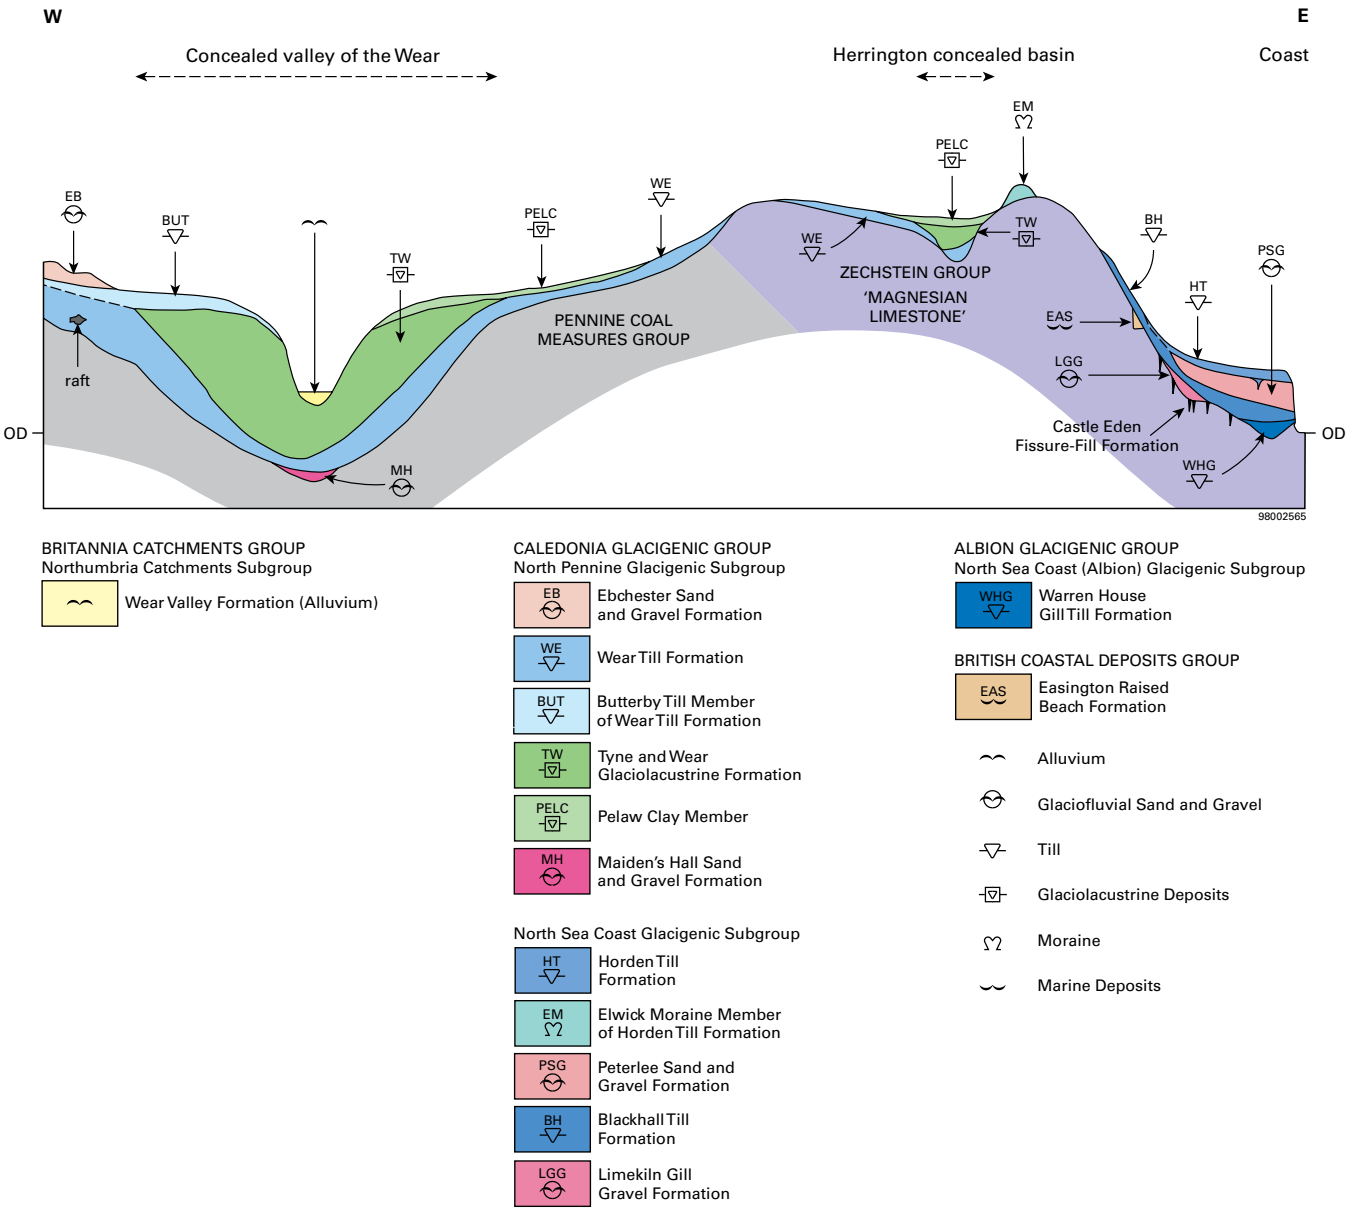 W
E
Concealed valley of the Wear
Herrington concealed basin
Coast
EM
PELC
EB
BUT
PELC
WE
TW
WE
TW
BH
PSG
HT
EAS
LGG
ZECHSTEIN GROUP
‘MAGNESIAN
LIMESTONE’
PENNINE COAL
MEASURES GROUP
raft
OD
OD
Castle Eden
Fissure-Fill Formation
MH
WHG
98002565
BRITANNIA CATCHMENTS GROUP
Northumbria Catchments Subgroup
Wear Valley Formation (Alluvium)
CALEDONIA GLACIGENIC GROUP
North Pennine Glacigenic Subgroup
EB
Ebchester Sand
and Gravel Formation
WE
Wear Till Formation
BUT
Butterby Till Member
of Wear Till Formation
TW
Tyne and Wear
Glaciolacustrine Formation
PELC
Pelaw Clay Member
MH
Maiden’s Hall Sand
and Gravel Formation
North Sea Coast Glacigenic Subgroup
HT
Horden Till
Formation
EM
Elwick Moraine Member
of Horden Till Formation
PSG
Peterlee Sand and
Gravel Formation
BH
Blackhall Till
Formation
LGG
Limekiln Gill
Gravel Formation
ALBION GLACIGENIC GROUP
North Sea Coast (Albion) Glacigenic Subgroup
WHG
Warren House
Gill Till Formation
BRITISH COASTAL DEPOSITS GROUP
EAS
Easington Raised
Beach Formation
Alluvium
Glaciofluvial Sand and Gravel
Till
Glaciolacustrine Deposits
Moraine
Marine Deposits